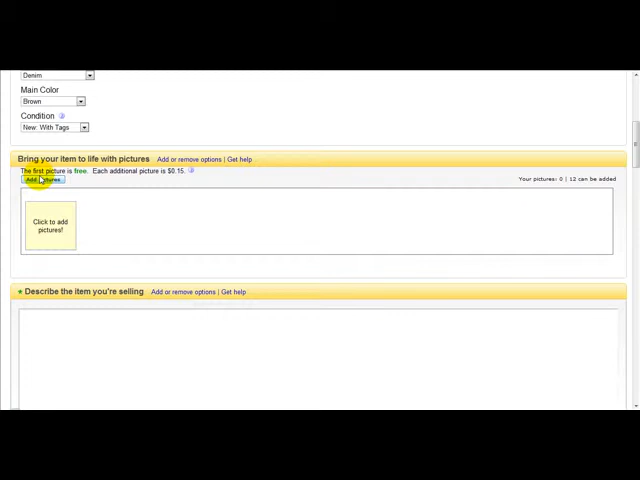 Denim
Main Color
Brown
Condition
New: With Tags
Bring your item to life with pictures Add or remove options | Get help
The first picture is free. Each additional picture is $0.15.
Add Pictures Your pictures: 0 | 12 can be added
Click to add
pictures!
* Describe the item you're selling Add or remove options | Get help